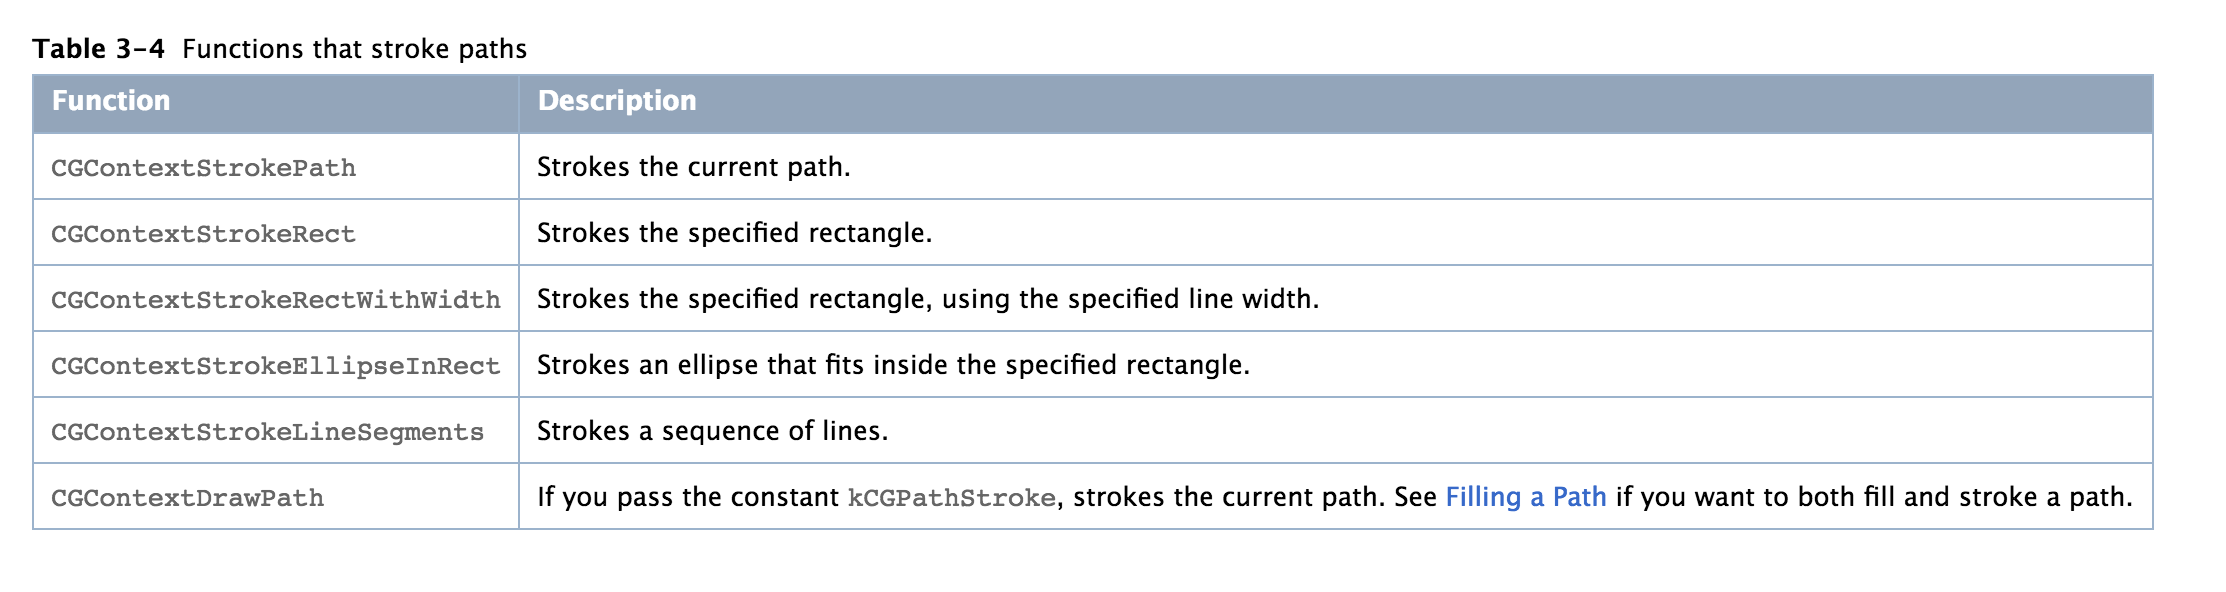 Table 3-4 Functions that stroke paths
Function Description
CGContextStrokePath Strokes the current path.
CGContextStrokeRect Strokes the specified rectangle.
CGContextStrokeRectWithWidth Strokes the specified rectangle, using the specified line width.
CGContextStrokeEllipseInRect Strokes an ellipse that fits inside the specified rectangle.
CGContextStrokeLineSegments Strokes a sequence of lines.
CGContextDrawPath If you pass the constant kCGPathStroke, strokes the current path. See Filling a Path if you want to both fill and stroke a path.